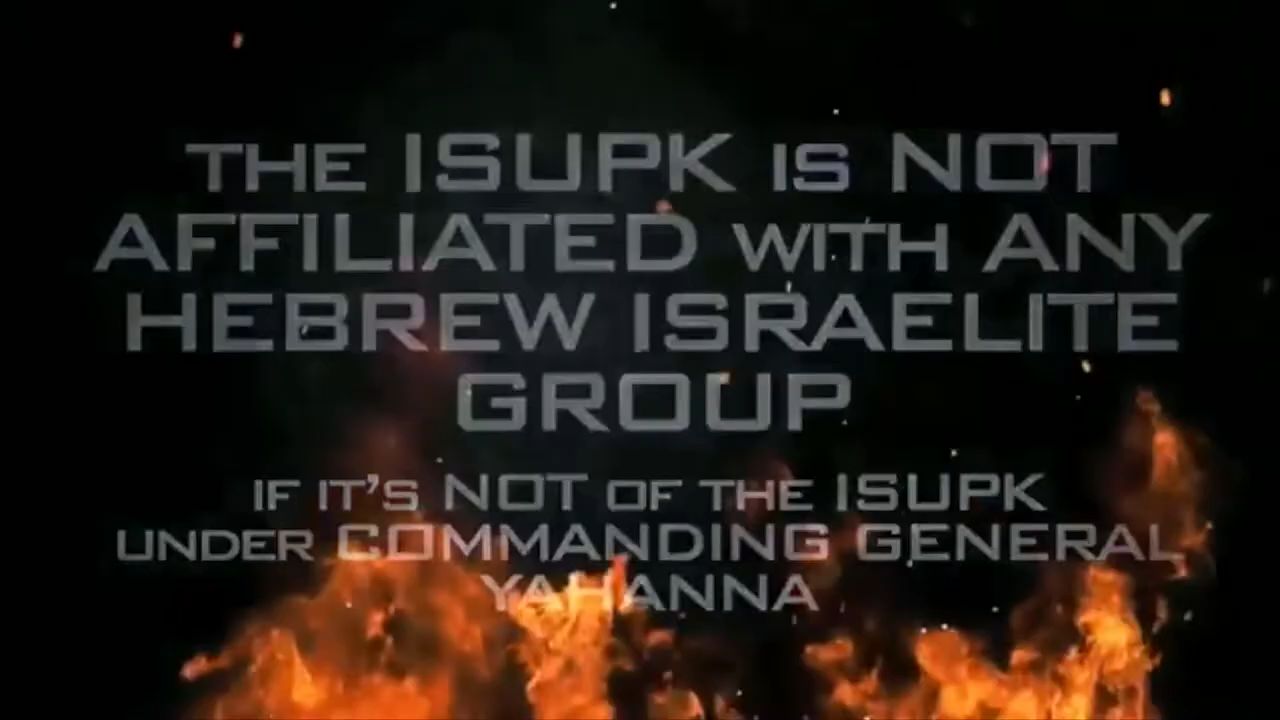 THE ISUPK IS NOT
AFFILIATED WITH ANY
HEBREW ISRAELITE
GROUP
IF IT'S NOT OF THE ISUPK
UNDER COMMANDING GENERAL
YAHANNA